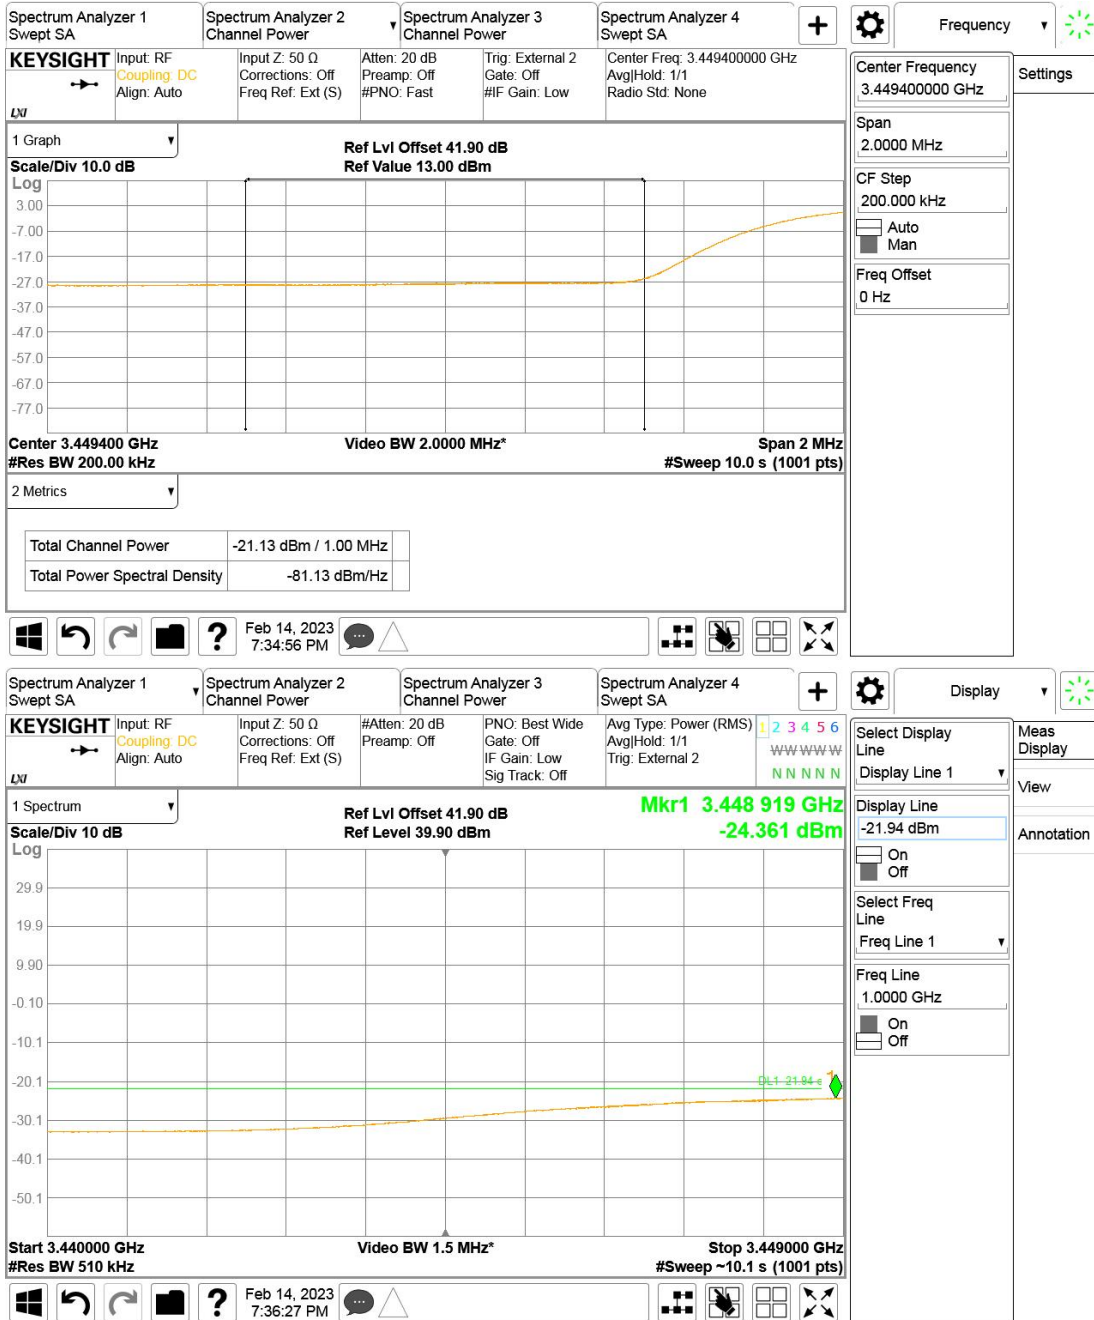 Spectrum Analyzer 1
Swept SA
Spectrum Analyzer 2
Channel Power
Spectrum Analyzer 3
Channel Power
Spectrum Analyzer 4
Swept SA
+
Frequency
KEYSIGHT
LXI
Input: RF
Coupling: DC
Align: Auto
Input Z: 50 Ω
Corrections: Off
Freq Ref: Ext (S)
Atten: 20 dB
Preamp: Off
#PNO: Fast
Trig: External 2
Gate: Off
#IF Gain: Low
Center Freq: 3.449400000 GHz
Avg|Hold: 1/1
Radio Std: None
Center Frequency
3.449400000 GHz
Settings
Span
2.0000 MHz
CF Step
200.000 kHz
Auto
Man
Freq Offset
0 Hz
1 Graph
Scale/Div 10.0 dB
Ref Lvl Offset 41.90 dB
Ref Value 13.00 dBm
Log
3.00
-7.00
-17.0
-27.0
-37.0
-47.0
-57.0
-67.0
-77.0
Center 3.449400 GHz
#Res BW 200.00 kHz
Video BW 2.0000 MHz*
Span 2 MHz
#Sweep 10.0 s (1001 pts)
2 Metrics
Total Channel Power -21.13 dBm / 1.00 MHz
Total Power Spectral Density -81.13 dBm/Hz
?
Feb 14, 2023
7:34:56 PM
Spectrum Analyzer 1
Swept SA
Spectrum Analyzer 2
Channel Power
Spectrum Analyzer 3
Channel Power
Spectrum Analyzer 4
Swept SA
+
Display
KEYSIGHT
LXI
Input: RF
Coupling: DC
Align: Auto
Input Z: 50 Ω
Corrections: Off
Freq Ref: Ext (S)
#Atten: 20 dB
Preamp: Off
PNO: Best Wide
Gate: Off
IF Gain: Low
Sig Track: Off
Avg Type: Power (RMS)
Avg|Hold: 1/1
Trig: External 2
1 2 3 4 5 6
W W W W W
N N N N N
Select Display
Line
Display Line 1
Meas
Display
View
Annotation
Display Line
-21.94 dBm
On
Off
Select Freq
Line
Freq Line 1
Freq Line
1.0000 GHz
On
Off
1 Spectrum
Scale/Div 10 dB
Ref Lvl Offset 41.90 dB
Ref Level 39.90 dBm
Mkr1 3.448 919 GHz
-24.361 dBm
Log
29.9
19.9
9.90
-0.10
-10.1
-20.1
-30.1
-40.1
-50.1
DL1 -21.94
1
Start 3.440000 GHz
#Res BW 510 kHz
Video BW 1.5 MHz*
Stop 3.449000 GHz
#Sweep ~10.1 s (1001 pts)
?
Feb 14, 2023
7:36:27 PM